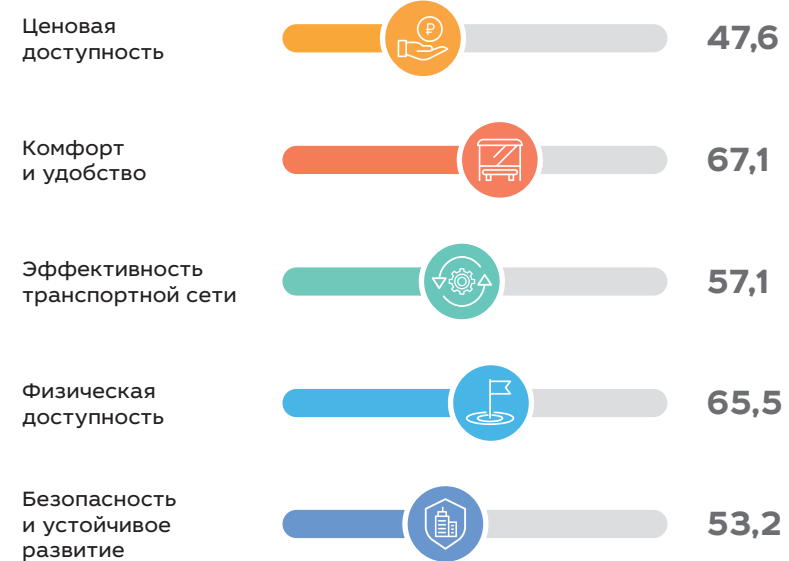 Ценовая
доступность
47,6
Комфорт
и удобство
67,1
Эффективность
транспортной сети
57,1
Физическая
доступность
65,5
Безопасность
и устойчивое
развитие
53,2